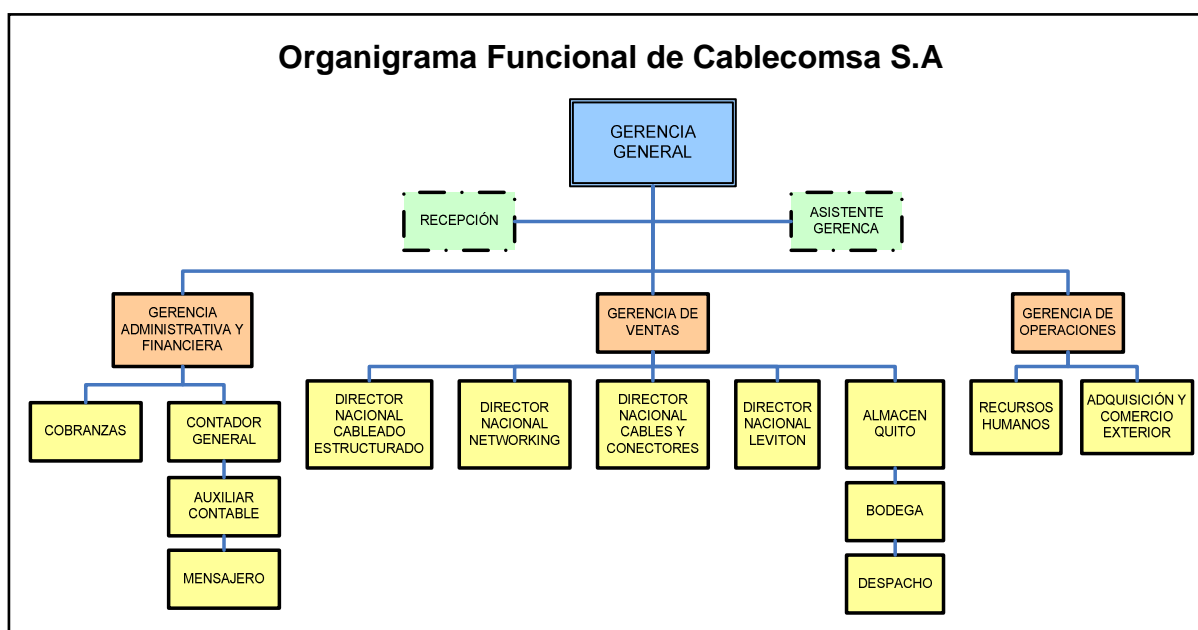 Organigrama Funcional de Cablecomsa S.A
GERENCIA
GENERAL
RECEPCIÓN
ASISTENTE
GERENCA
GERENCIA
ADMINISTRATIVA Y
FINANCIERA
GERENCIA DE
VENTAS
GERENCIA DE
OPERACIONES
COBRANZAS
CONTADOR
GENERAL
DIRECTOR
NACIONAL
CABLEADO
ESTRUCTURADO
DIRECTOR
NACIONAL
NETWORKING
DIRECTOR
NACIONAL
CABLES Y
CONECTORES
DIRECTOR
NACIONAL
LEVITON
ALMACEN
QUITO
RECURSOS
HUMANOS
ADQUISICIÓN Y
COMERCIO
EXTERIOR
AUXILIAR
CONTABLE
BODEGA
MENSAJERO
DESPACHO